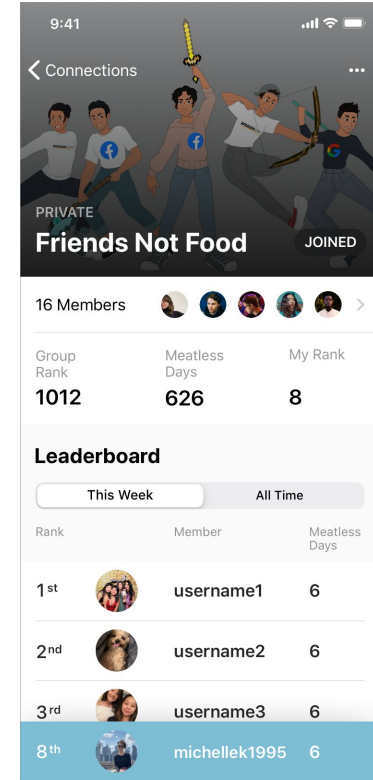 9:41
Connections
PRIVATE
Friends Not Food
JOINED
16 Members
Group Rank
1012
Meatless Days
626
My Rank
8
Leaderboard
This Week
All Time
Rank
Member
Meatless Days
1st
username1
6
2nd
username2
6
3rd
username3
6
8th
michellek1995
6